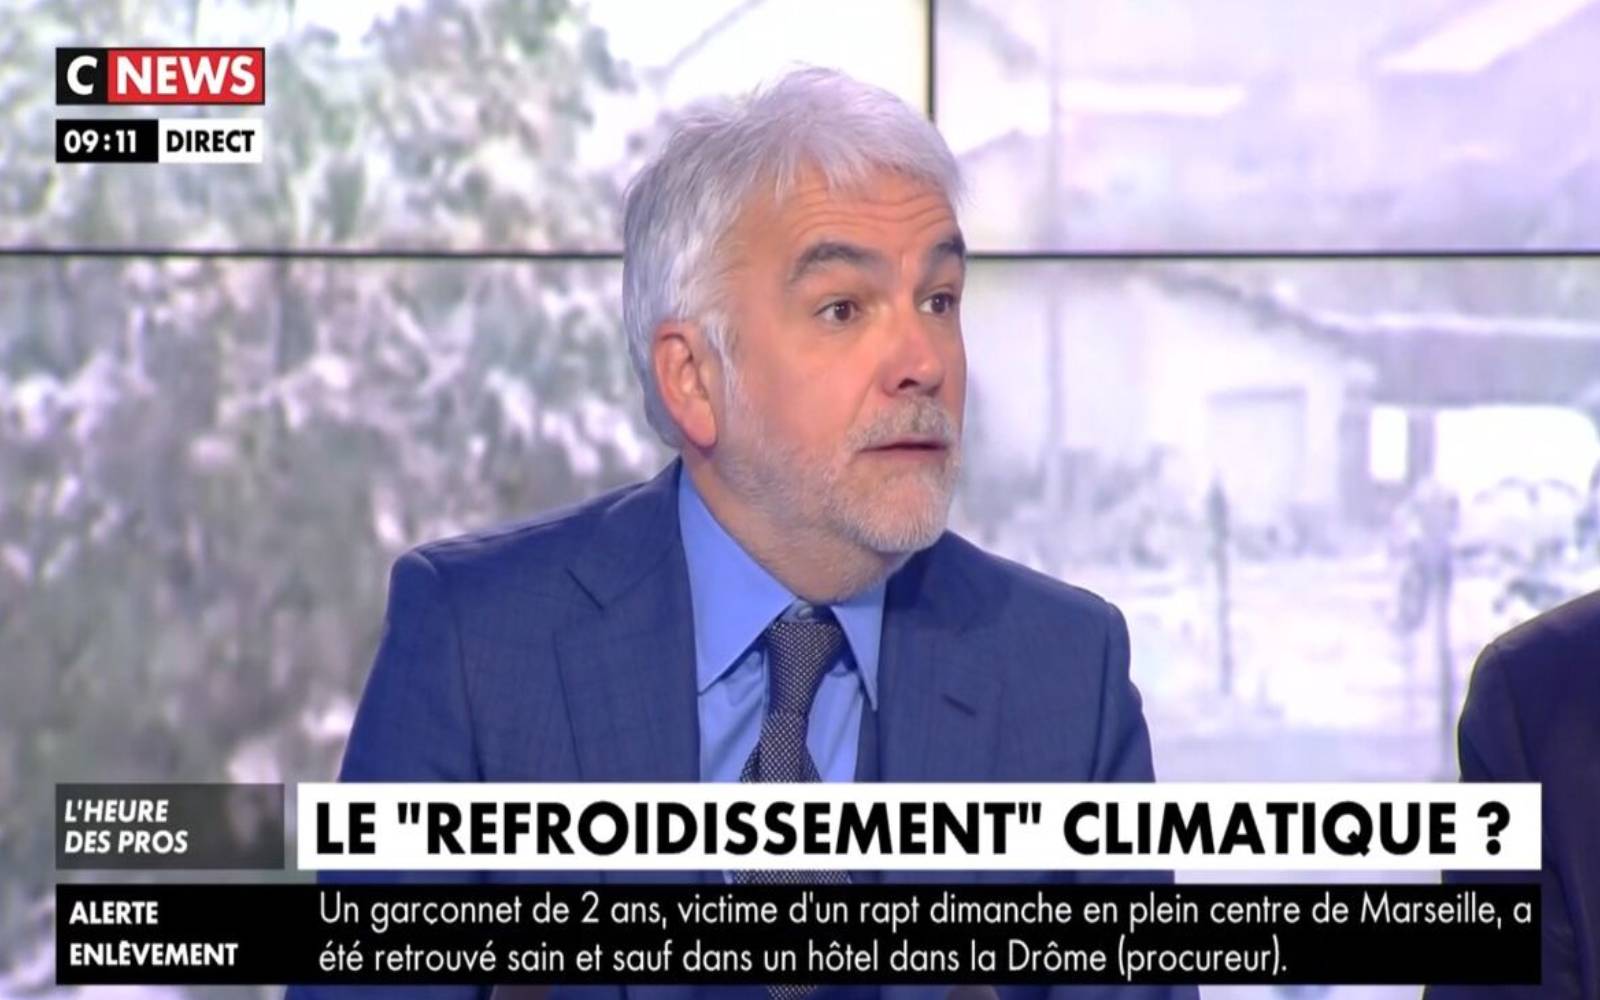 C NEWS
09:11 DIRECT
L'HEURE
DES PROS
LE "REFROIDISSEMENT" CLIMATIQUE ?
ALERTE
ENLÈVEMENT
Un garçonnet de 2 ans, victime d'un rapt dimanche en plein centre de Marseille, a
été retrouvé sain et sauf dans un hôtel dans la Drôme (procureur).